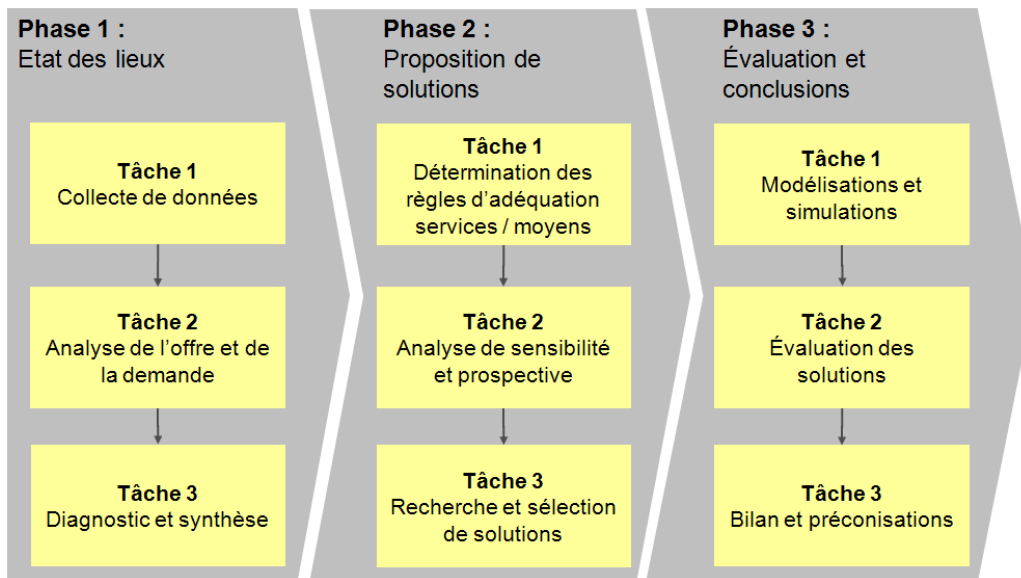 Phase 1 :
Etat des lieux
Tâche 1
Collecte de données
Tâche 2
Analyse de l’offre et de
la demande
Tâche 3
Diagnostic et synthèse
Phase 2 :
Proposition de
solutions
Tâche 1
Détermination des
règles d’adéquation
services / moyens
Tâche 2
Analyse de sensibilité
et prospective
Tâche 3
Recherche et sélection
de solutions
Phase 3 :
Évaluation et
conclusions
Tâche 1
Modélisations et
simulations
Tâche 2
Évaluation des
solutions
Tâche 3
Bilan et préconisations